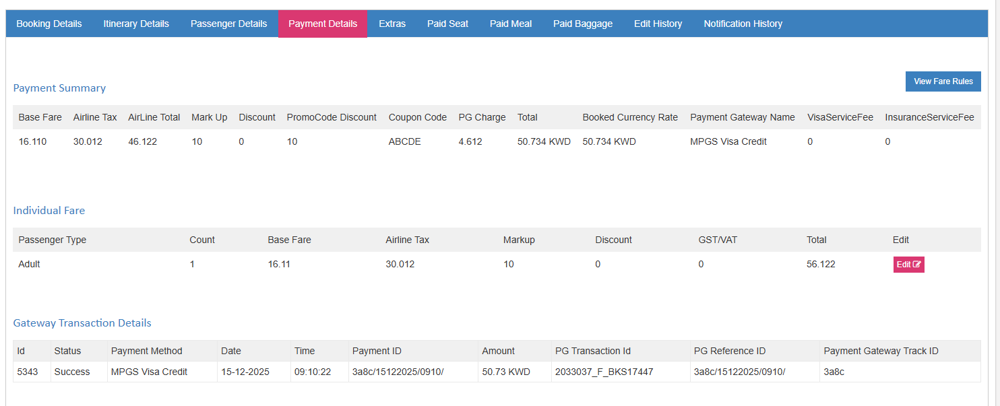 Booking Details Itinerary Details Passenger Details Payment Details Extras Paid Seat Paid Meal Paid Baggage Edit History Notification History
View Fare Rules
Payment Summary
Base Fare Airline Tax AirLine Total Mark Up Discount PromoCode Discount Coupon Code PG Charge Total Booked Currency Rate Payment Gateway Name VisaServiceFee InsuranceServiceFee
16.110 30.012 46.122 10 0 10 ABCDE 4.612 50.734 KWD 50.734 KWD MPGS Visa Credit 0 0
Individual Fare
Passenger Type Count Base Fare Airline Tax Markup Discount GST/VAT Total Edit
Adult 1 16.11 30.012 10 0 0 56.122 Edit
Gateway Transaction Details
Id Status Payment Method Date Time Payment ID Amount PG Transaction Id PG Reference ID Payment Gateway Track ID
5343 Success MPGS Visa Credit 15-12-2025 09:10:22 3a8c/15122025/0910/ 50.73 KWD 2033037_F_BKS17447 3a8c/15122025/0910/ 3a8c